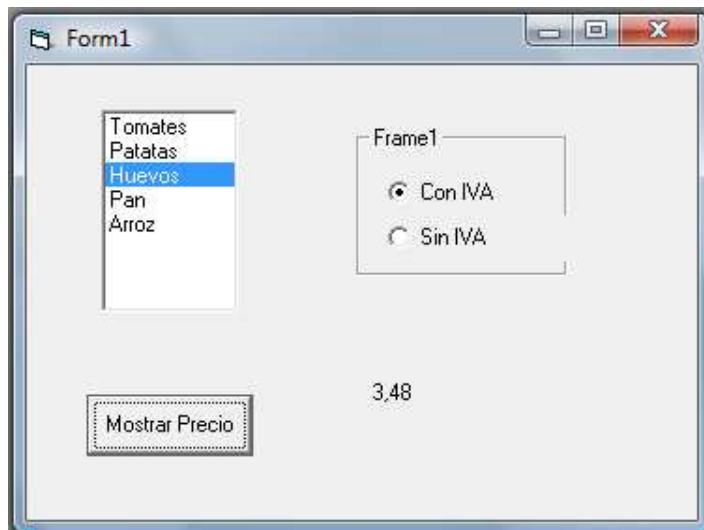 Form1
Tomates
Patatas
Huevos
Pan
Arroz
Frame1
Con IVA
Sin IVA
3,48
Mostrar Precio